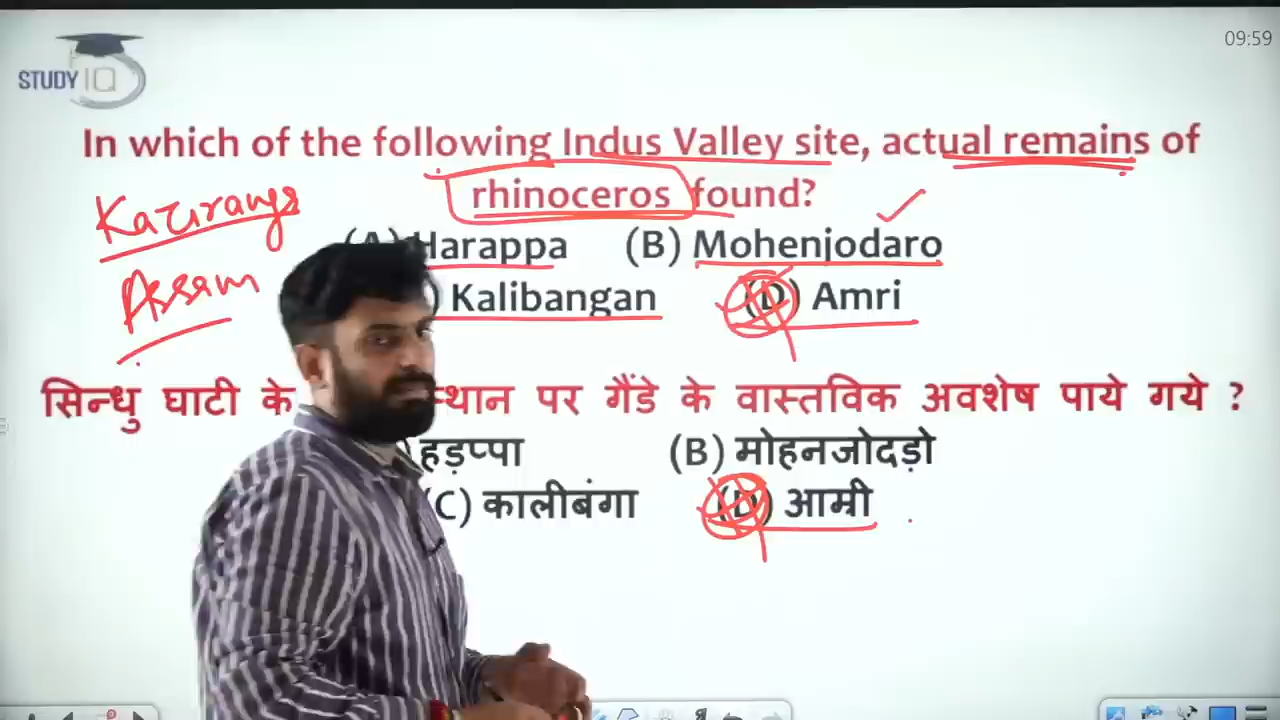 09:59
STUDY IQ
In which of the following Indus Valley site, actual remains of
rhinoceros found?
Kaziranga
Assam
(A) Harappa (B) Mohenjodaro
) Kalibangan (D) Amri
सिन्धु घाटी के स्थान पर गैंडे के वास्तविक अवशेष पाये गये ?
) हड़प्पा (B) मोहनजोदड़ो
(C) कालीबंगा (D) आम्री